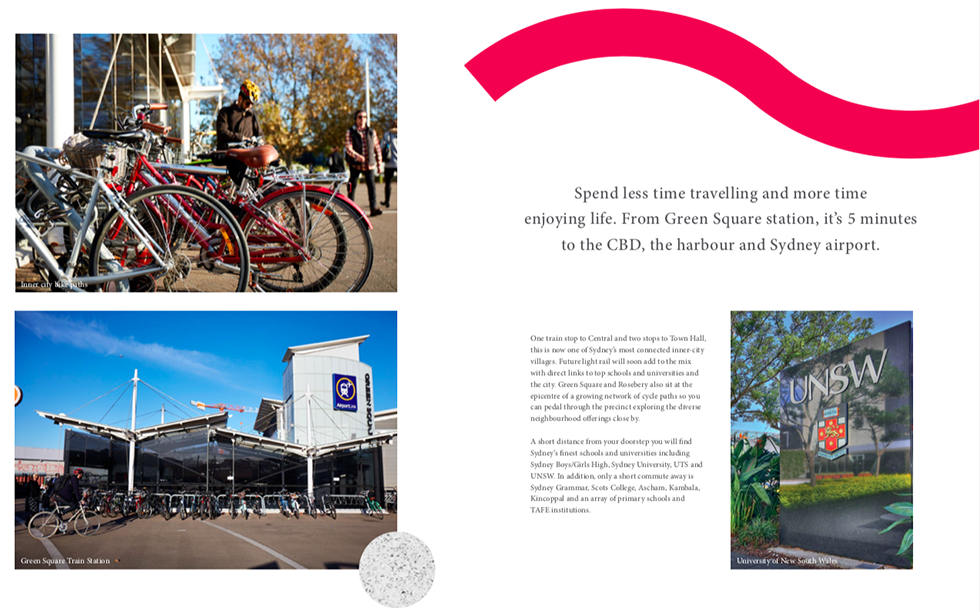 Inner city bike paths
Spend less time travelling and more time
enjoying life. From Green Square station, it’s 5 minutes
to the CBD, the harbour and Sydney airport.
Airport.
GREEN
Green Square Train Station
One train stop to Central and two stops to Town Hall,
this is now one of Sydney’s most connected inner-city
villages. Future light rail will soon add to the mix
with direct links to top schools and universities and
the city. Green Square and Rosebery also sit at the
epicentre of a growing network of cycle paths so you
can pedal through the precinct exploring the diverse
neighbourhood offerings close by.
A short distance from your doorstep you will find
Sydney’s finest schools and universities including
Sydney Boys/Girls High, Sydney University, UTS and
UNSW. In addition, only a short commute away is
Sydney Grammar, Scots College, Ascham, Kambala,
Kincoppal and an array of primary schools and
TAFE institutions.
UNSW
University of New South Wales